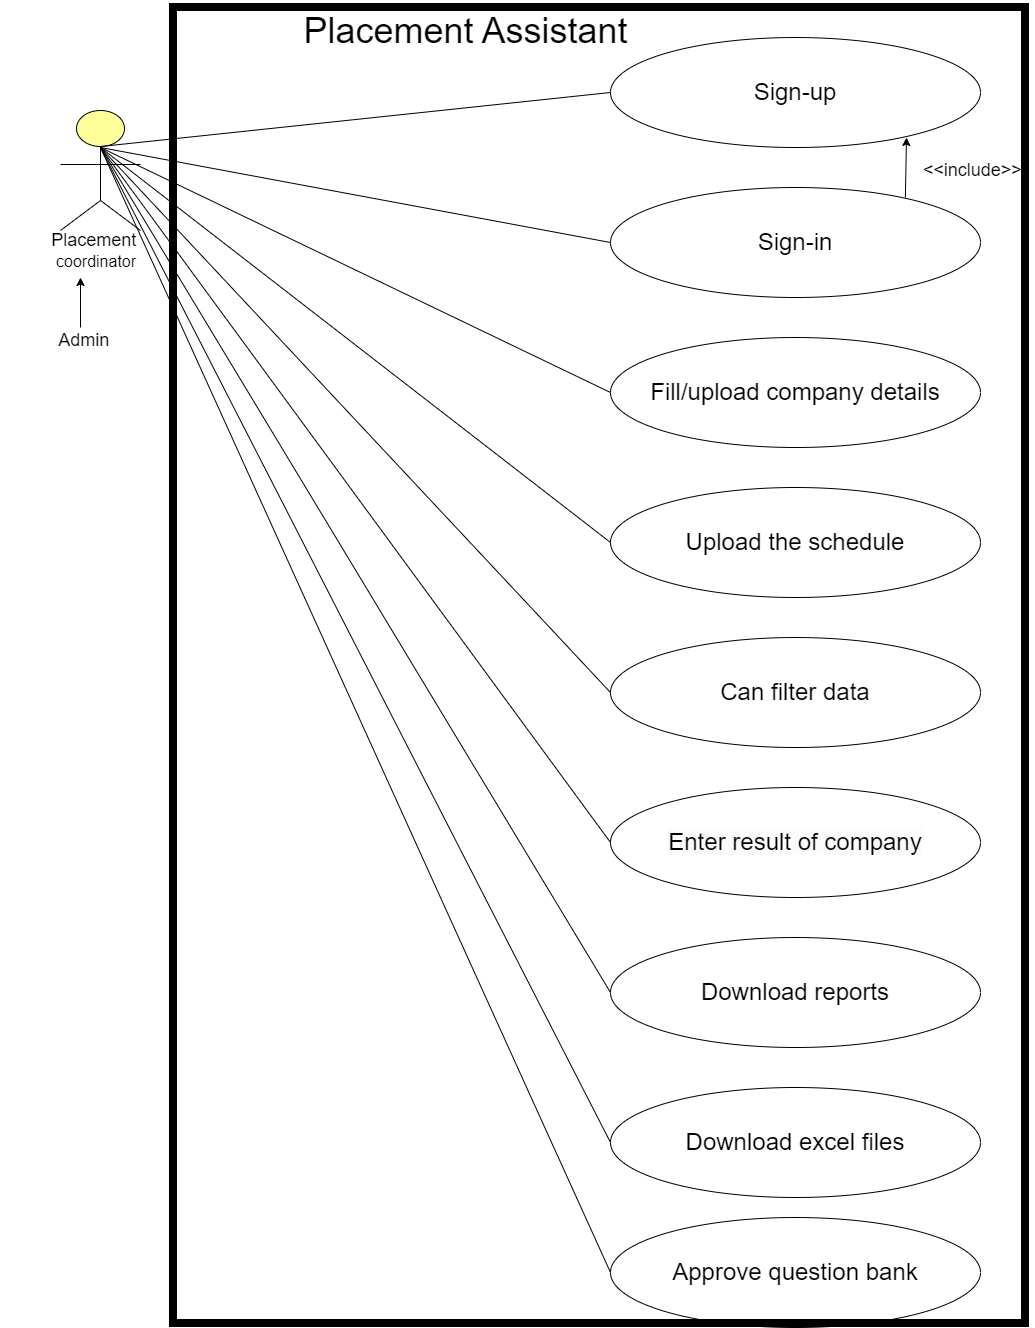 Placement Assistant
Sign-up
<<include>>
Sign-in
Placement
coordinator
Admin
Fill/upload company details
Upload the schedule
Can filter data
Enter result of company
Download reports
Download excel files
Approve question bank